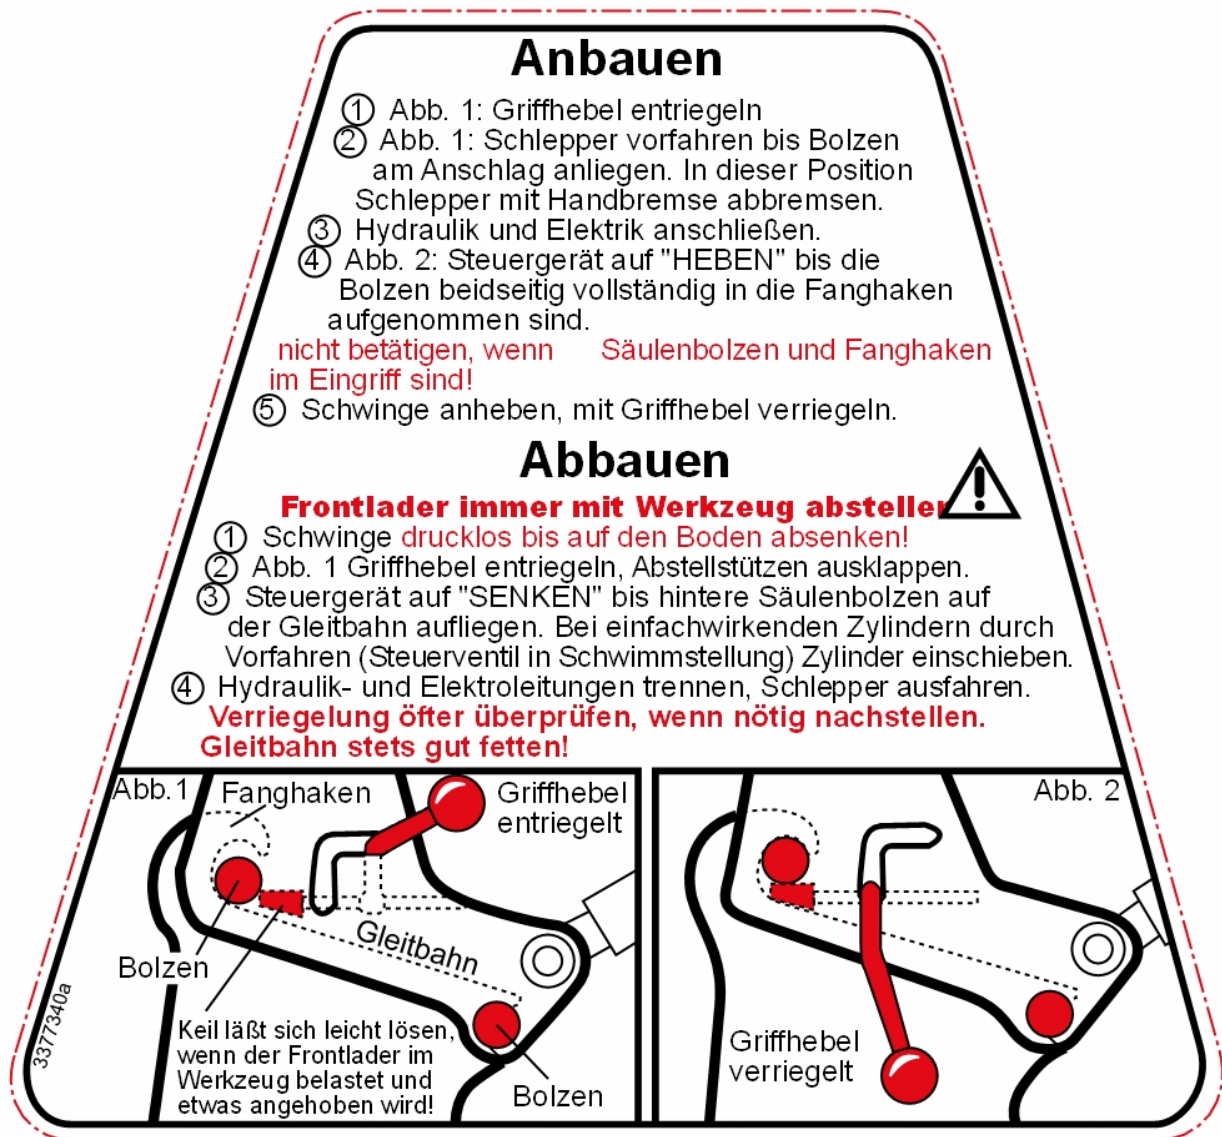 Anbauen
① Abb. 1: Griffhebel entriegeln
② Abb. 1: Schlepper vorfahren bis Bolzen
am Anschlag anliegen. In dieser Position
Schlepper mit Handbremse abbremsen.
③ Hydraulik und Elektrik anschließen.
④ Abb. 2: Steuergerät auf "HEBEN" bis die
Bolzen beidseitig vollständig in die Fanghaken
aufgenommen sind.
nicht betätigen, wenn Säulenbolzen und Fanghaken
im Eingriff sind!
⑤ Schwinge anheben, mit Griffhebel verriegeln.
Abbauen
Frontlader immer mit Werkzeug absteller
① Schwinge drucklos bis auf den Boden absenken!
② Abb. 1 Griffhebel entriegeln, Abstellstützen ausklappen.
③ Steuergerät auf "SENKEN" bis hintere Säulenbolzen auf
der Gleitbahn aufliegen. Bei einfachwirkenden Zylindern durch
Vorfahren (Steuerventil in Schwimmstellung) Zylinder einschieben.
④ Hydraulik- und Elektroleitungen trennen, Schlepper ausfahren.
Verriegelung öfter überprüfen, wenn nötig nachstellen.
Gleitbahn stets gut fetten!
Abb.1
Fanghaken
Griffhebel
entriegelt
Gleitbahn
Bolzen
Keil läßt sich leicht lösen,
wenn der Frontlader im
Werkzeug belastet und
etwas angehoben wird!
Bolzen
3377340a
Abb. 2
Griffhebel
verriegelt